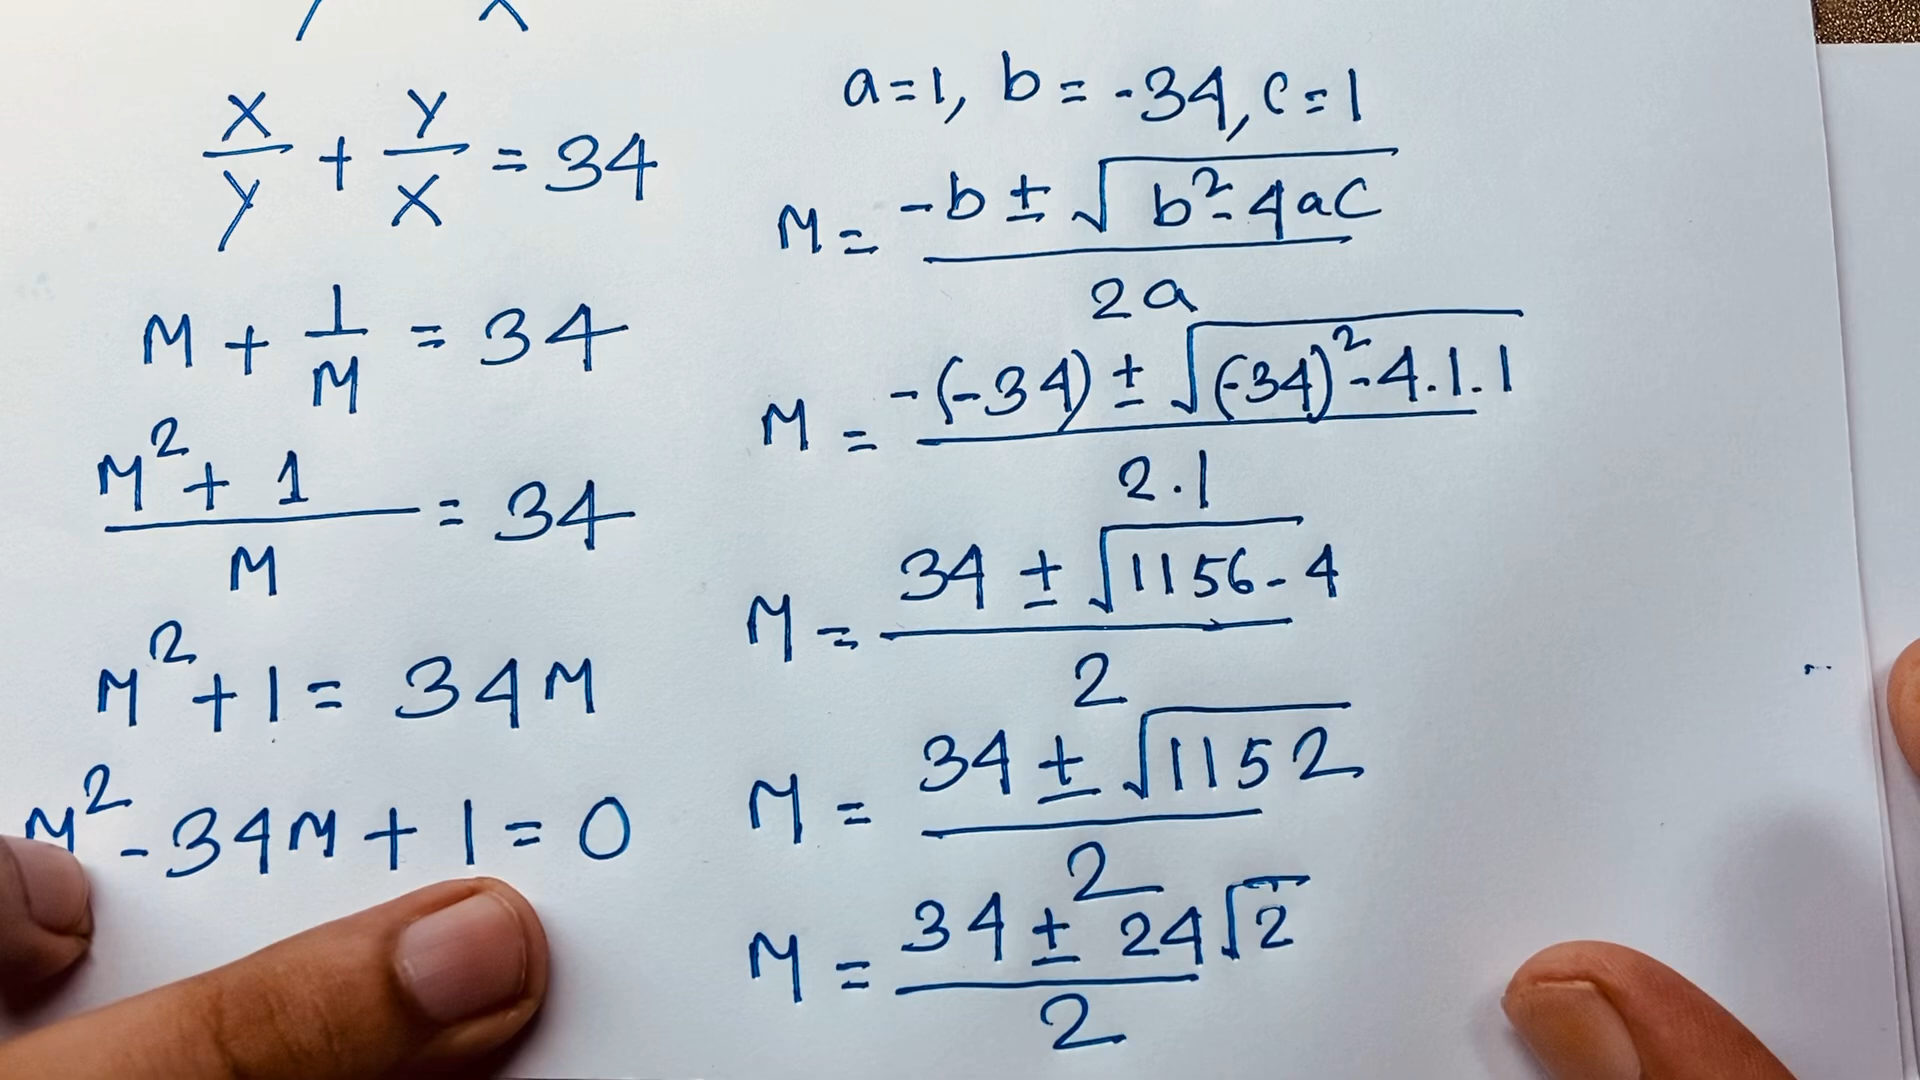 x/y + y/x = 34
M + 1/M = 34
M² + 1 / M = 34
M² + 1 = 34M
M² - 34M + 1 = 0
a = 1, b = -34, c = 1
M = -b ± √b² - 4ac / 2a
M = -(-34) ± √(-34)² - 4.1.1 / 2.1
M = 34 ± √1156 - 4 / 2
M = 34 ± √1152 / 2
M = 34 ± 24√2 / 2